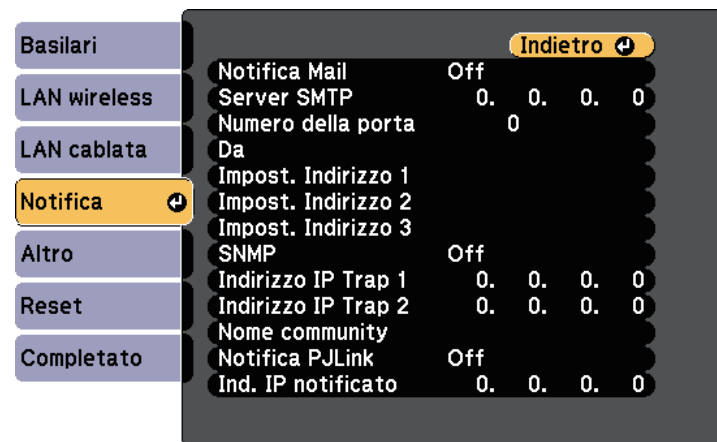 Basilari
LAN wireless
LAN cablata
Notifica
Altro
Reset
Completato
Indietro
Notifica Mail Off
Server SMTP 0. 0. 0. 0
Numero della porta 0
Da
Impost. Indirizzo 1
Impost. Indirizzo 2
Impost. Indirizzo 3
SNMP Off
Indirizzo IP Trap 1 0. 0. 0. 0
Indirizzo IP Trap 2 0. 0. 0. 0
Nome community
Notifica PJLink Off
Ind. IP notificato 0. 0. 0. 0